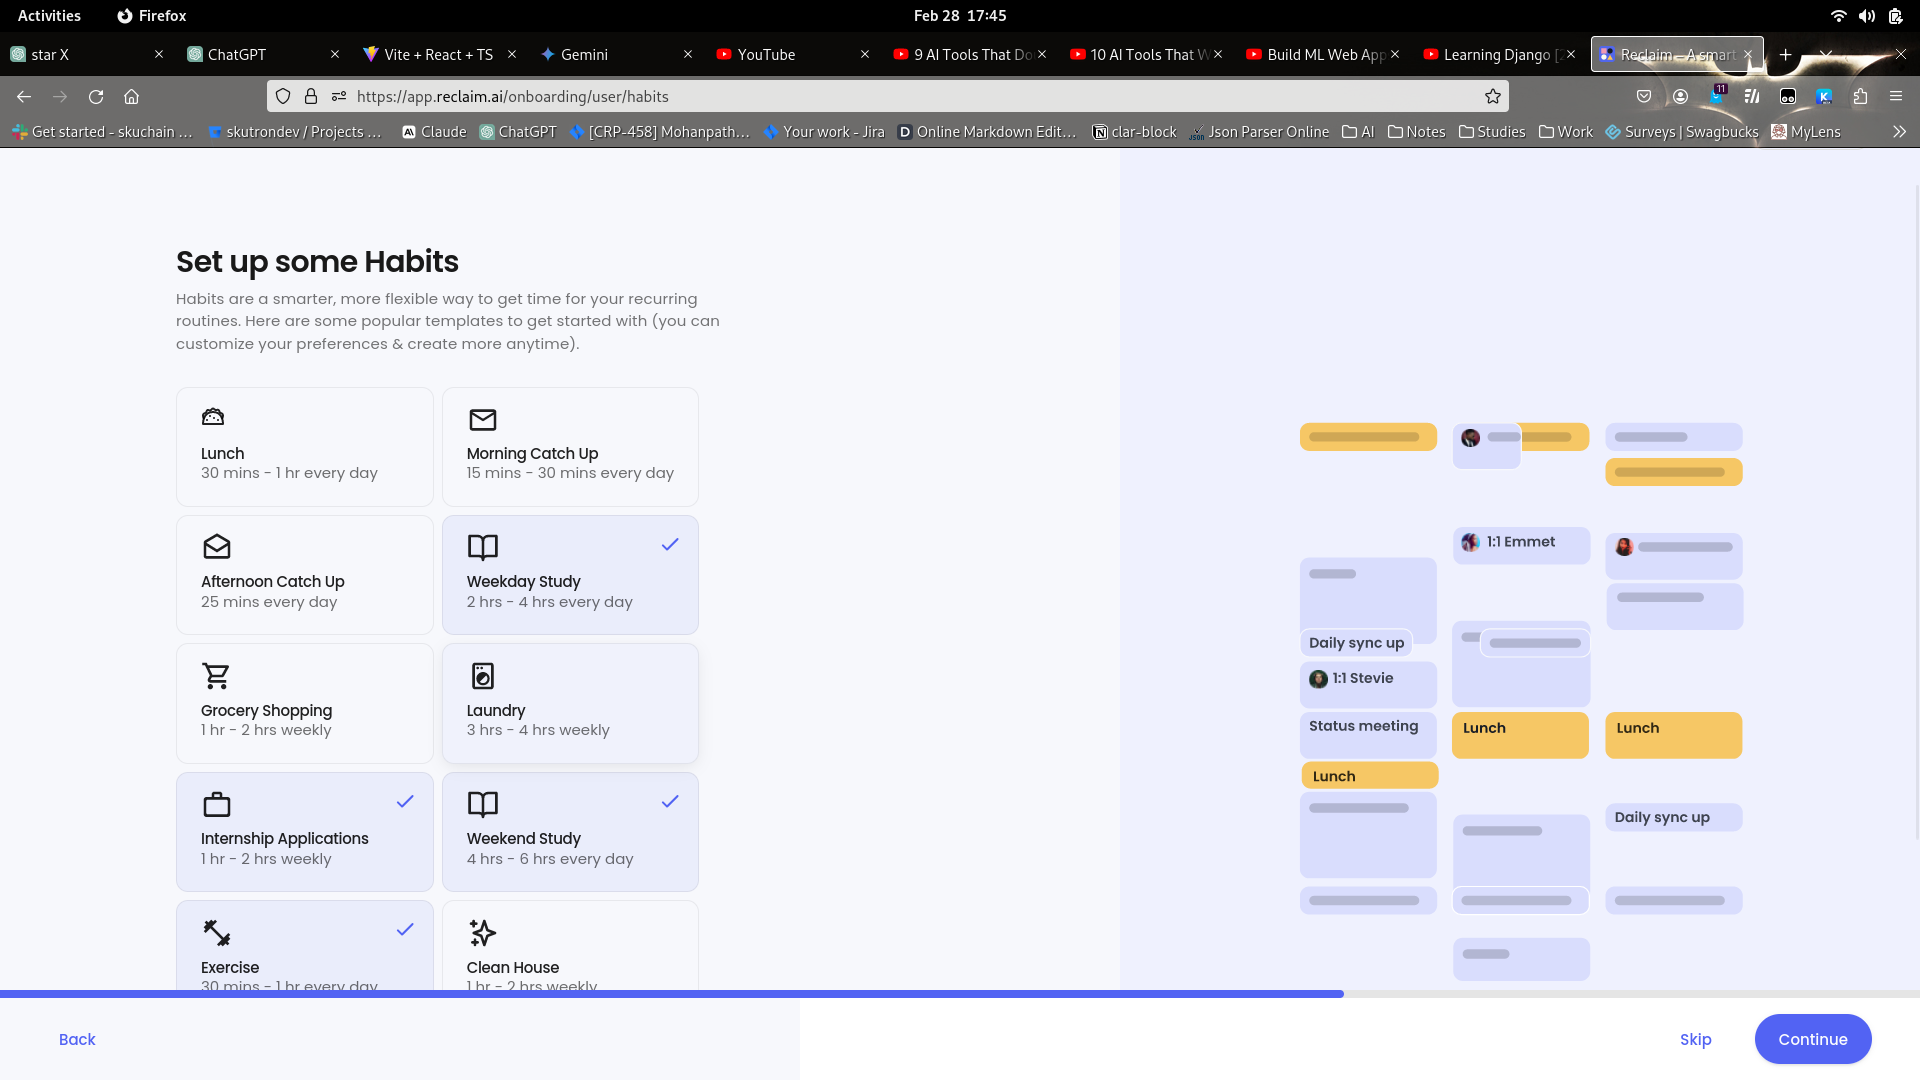 Activities
Firefox
Feb 28 17:45
star X
ChatGPT
Vite + React + TS
Gemini
YouTube
9 AI Tools That Do
10 AI Tools That W
Build ML Web App
Learning Django [2
Reclaim – A smart
https://app.reclaim.ai/onboarding/user/habits
11
Get started - skuchain ...
skutrondev / Projects ...
Claude
ChatGPT
[CRP-458] Mohanpath...
Your work - Jira
Online Markdown Edit...
clar-block
Json Parser Online
AI
Notes
Studies
Work
Surveys | Swagbucks
MyLens
Set up some Habits
Habits are a smarter, more flexible way to get time for your recurring
routines. Here are some popular templates to get started with (you can
customize your preferences & create more anytime).
Lunch
30 mins - 1 hr every day
Morning Catch Up
15 mins - 30 mins every day
Afternoon Catch Up
25 mins every day
Weekday Study
2 hrs - 4 hrs every day
Grocery Shopping
1 hr - 2 hrs weekly
Laundry
3 hrs - 4 hrs weekly
Internship Applications
1 hr - 2 hrs weekly
Weekend Study
4 hrs - 6 hrs every day
Exercise
30 mins - 1 hr every day
Clean House
1 hr - 2 hrs weekly
1:1 Emmet
Daily sync up
1:1 Stevie
Status meeting
Lunch
Lunch
Lunch
Daily sync up
Back
Skip
Continue